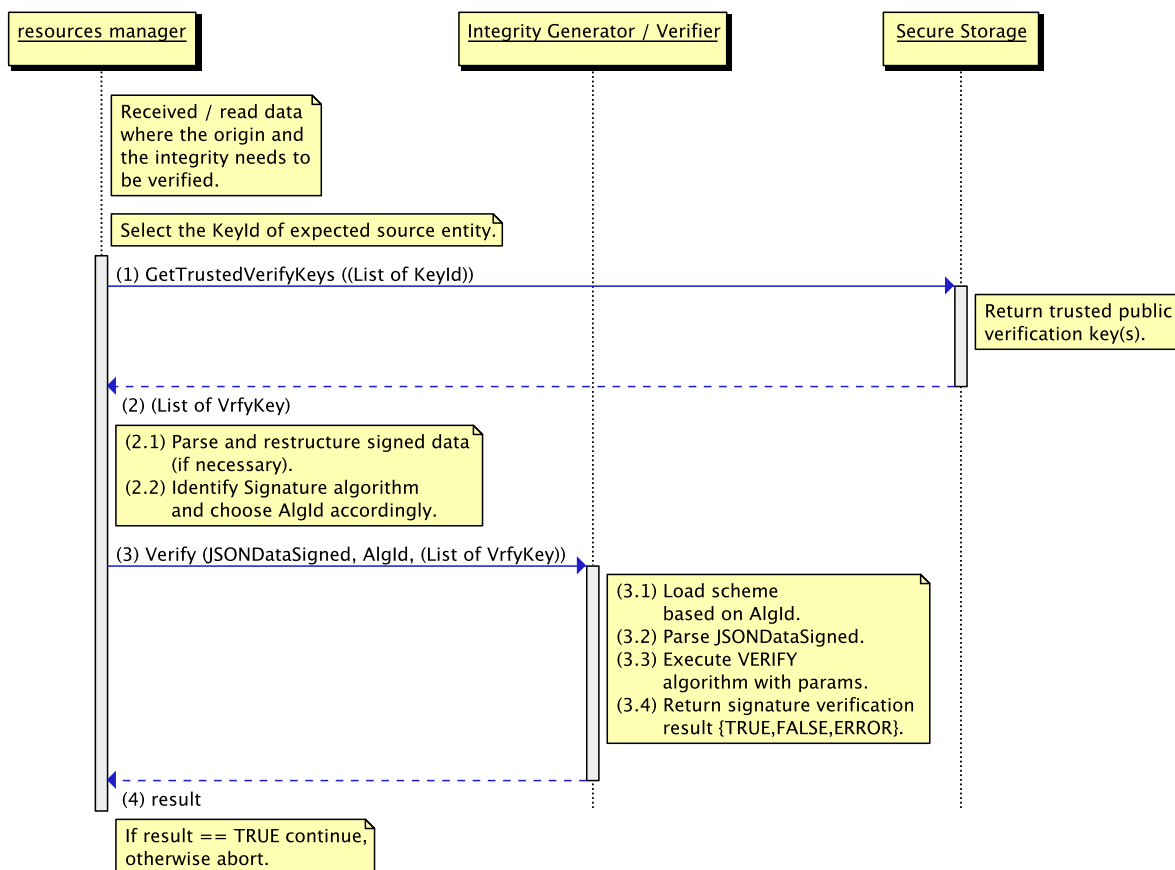 resources manager
Integrity Generator / Verifier
Secure Storage
Received / read data
where the origin and
the integrity needs to
be verified.
Select the KeyId of expected source entity.
(1) GetTrustedVerifyKeys ((List of KeyId))
Return trusted public
verification key(s).
(2) (List of VrfyKey)
(2.1) Parse and restructure signed data
(if necessary).
(2.2) Identify Signature algorithm
and choose AlgId accordingly.
(3) Verify (JSONDataSigned, AlgId, (List of VrfyKey))
(3.1) Load scheme
based on AlgId.
(3.2) Parse JSONDataSigned.
(3.3) Execute VERIFY
algorithm with params.
(3.4) Return signature verification
result {TRUE,FALSE,ERROR}.
(4) result
If result == TRUE continue,
otherwise abort.